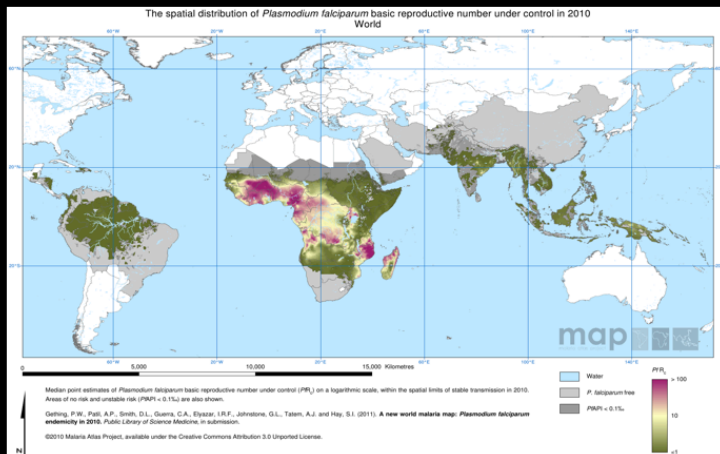 The spatial distribution of Plasmodium falciparum basic reproductive number under control in 2010
World
60°W 20°E 100°E 140°E
map
0 5,000 10,000 15,000 Kilometres
Water
P. falciparum free
PfAPI < 0.1‰
PfRc
> 100
10
<1
Median point estimates of Plasmodium falciparum basic reproductive number under control (PfRc) on a logarithmic scale, within the spatial limits of stable transmission in 2010.
Areas of no risk and unstable risk (PfAPI < 0.1‰) are also shown.
Gething, P.W., Patil, A.P., Smith, D.L., Guerra, C.A., Elyazar, I.R.F., Johnstone, G.L., Tatem, A.J. and Hay, S.I. (2011). A new world malaria map: Plasmodium falciparum
endemicity in 2010. Public Library of Science Medicine, in submission.
©2010 Malaria Atlas Project, available under the Creative Commons Attribution 3.0 Unported License.
N